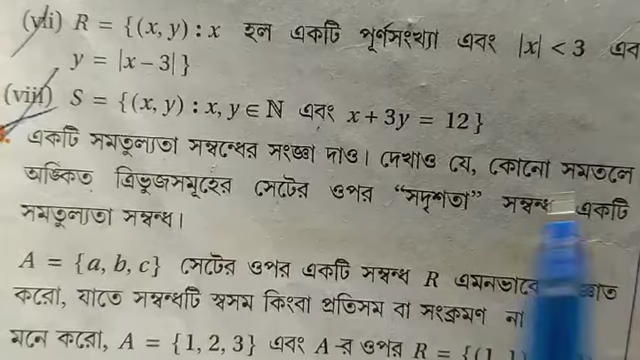 (vii) R = {(x, y) : x হল একটি পূর্ণসংখ্যা এবং |x| < 3 এবং
y = |x − 3|}
(viii) S = {(x, y) : x, y ∈ N এবং x + 3y = 12}
একটি সমতুল্যতা সম্বন্ধের সংজ্ঞা দাও। দেখাও যে, কোনো সমতলে
অঙ্কিত ত্রিভুজসমূহের সেটের ওপর “সদৃশতা” সম্বন্ধ একটি
সমতুল্যতা সম্বন্ধ।
A = {a, b, c} সেটের ওপর একটি সম্বন্ধ R এমনভাবে
করো, যাতে সম্বন্ধটি স্বসম কিংবা প্রতিসম বা সংক্রমণ না
মনে করো, A = {1, 2, 3} এবং A-র ওপর R = {(1, 1)